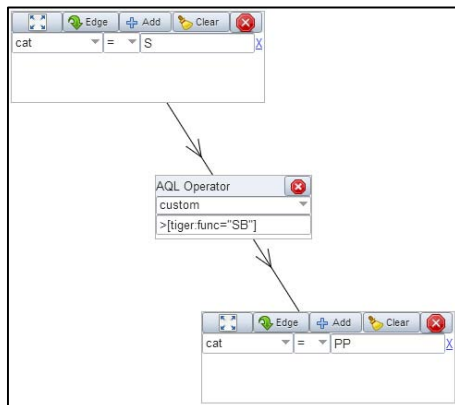 Edge Add Clear
cat = S X
AQL Operator
custom
>[tiger:func="SB"]
Edge Add Clear
cat = PP X